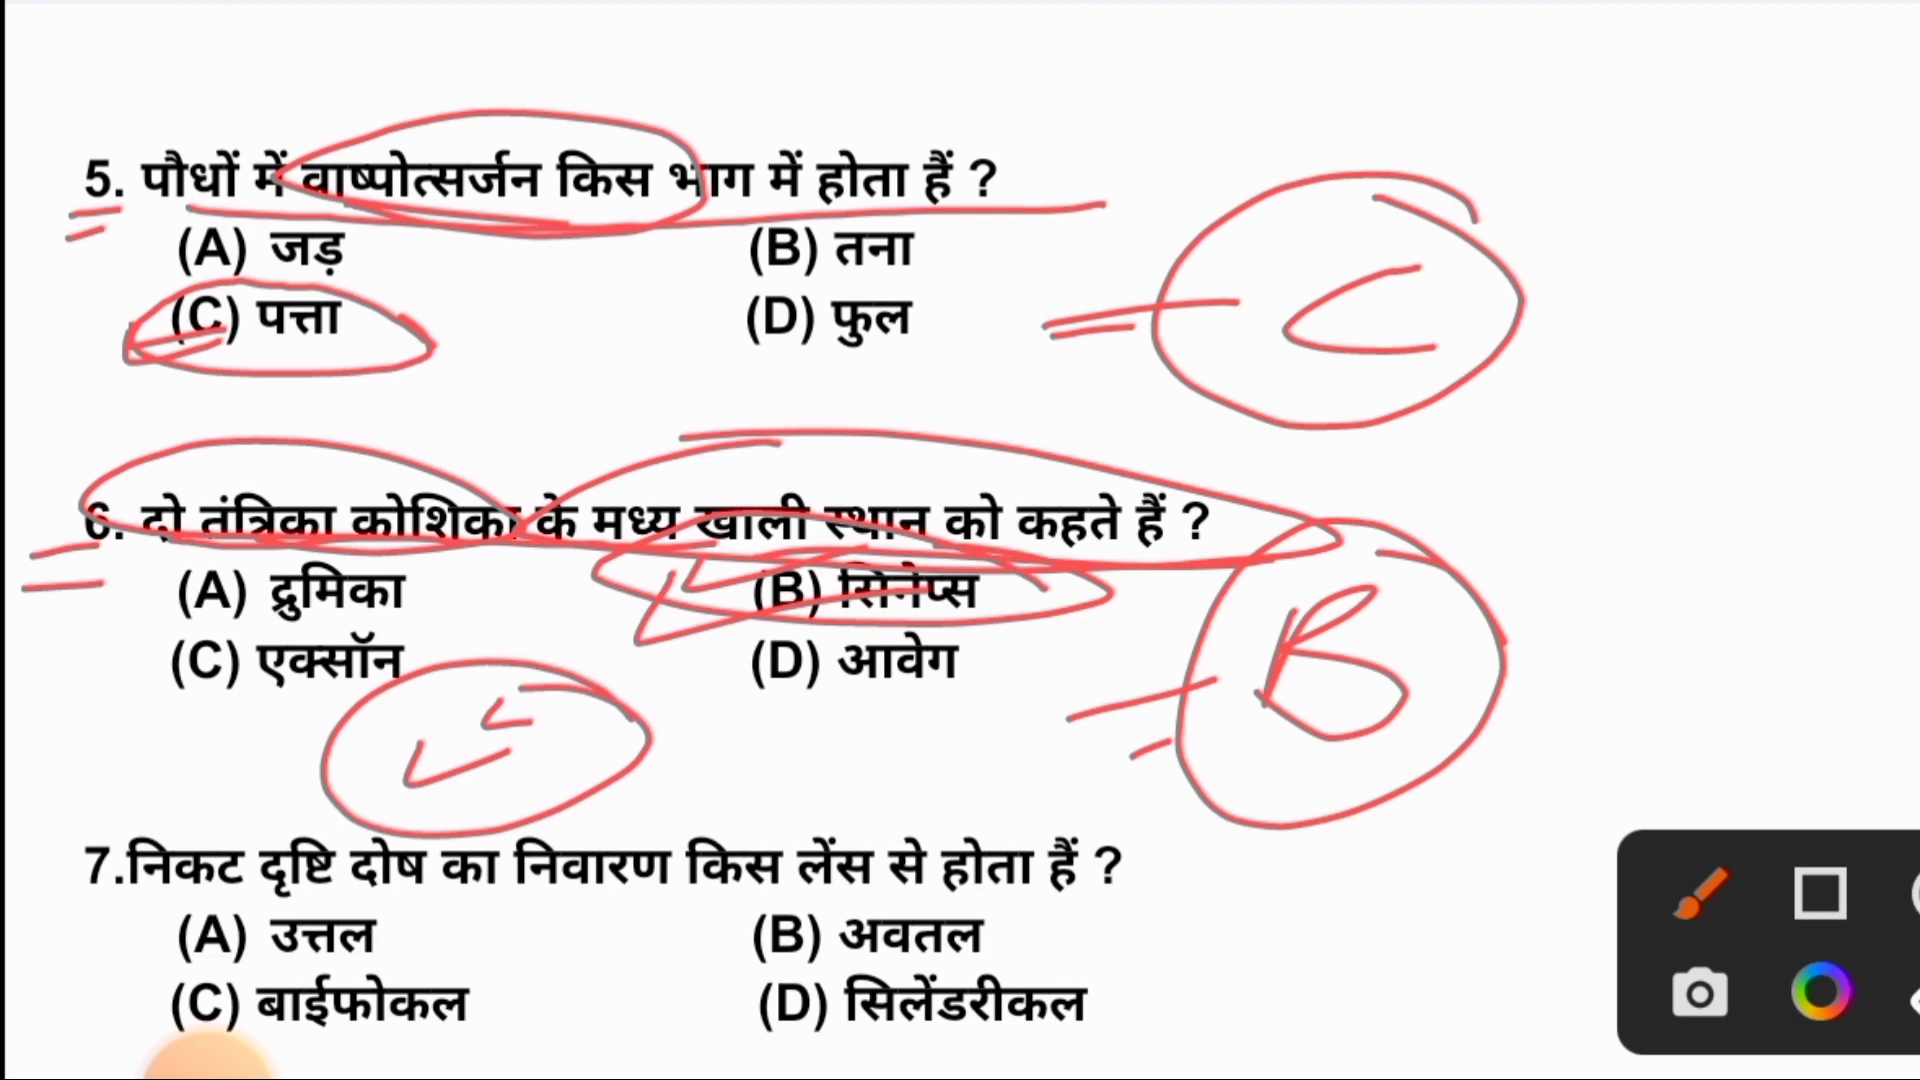 5. पौधों में वाष्पोत्सर्जन किस भाग में होता हैं ?
(A) जड़ (B) तना
(C) पत्ता (D) फुल
C
6. दो तंत्रिका कोशिका के मध्य खाली स्थान को कहते हैं ?
(A) द्रुमिका (B) सिनेप्स
(C) एक्सॉन (D) आवेग
B
7.निकट दृष्टि दोष का निवारण किस लेंस से होता हैं ?
(A) उत्तल (B) अवतल
(C) बाईफोकल (D) सिलेंडरीकल